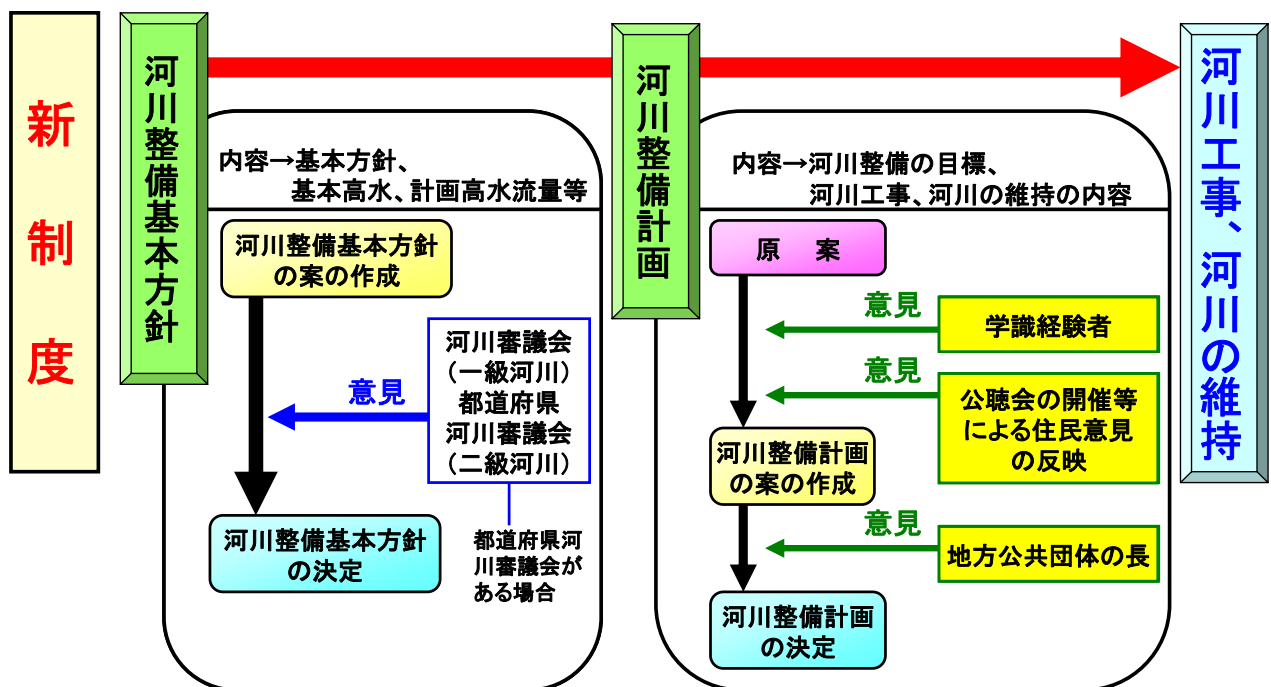 新制度
河川整備基本方針
内容→基本方針、
基本高水、計画高水流量等
河川整備基本方針
の案の作成
意見
河川審議会
（一級河川）
都道府県
河川審議会
（二級河川）
都道府県河
川審議会が
ある場合
河川整備基本方針
の決定
河川整備計画
内容→河川整備の目標、
河川工事、河川の維持の内容
原　案
意見
学識経験者
意見
公聴会の開催等
による住民意見
の反映
河川整備計画
の案の作成
意見
地方公共団体の長
河川整備計画
の決定
河川工事、河川の維持